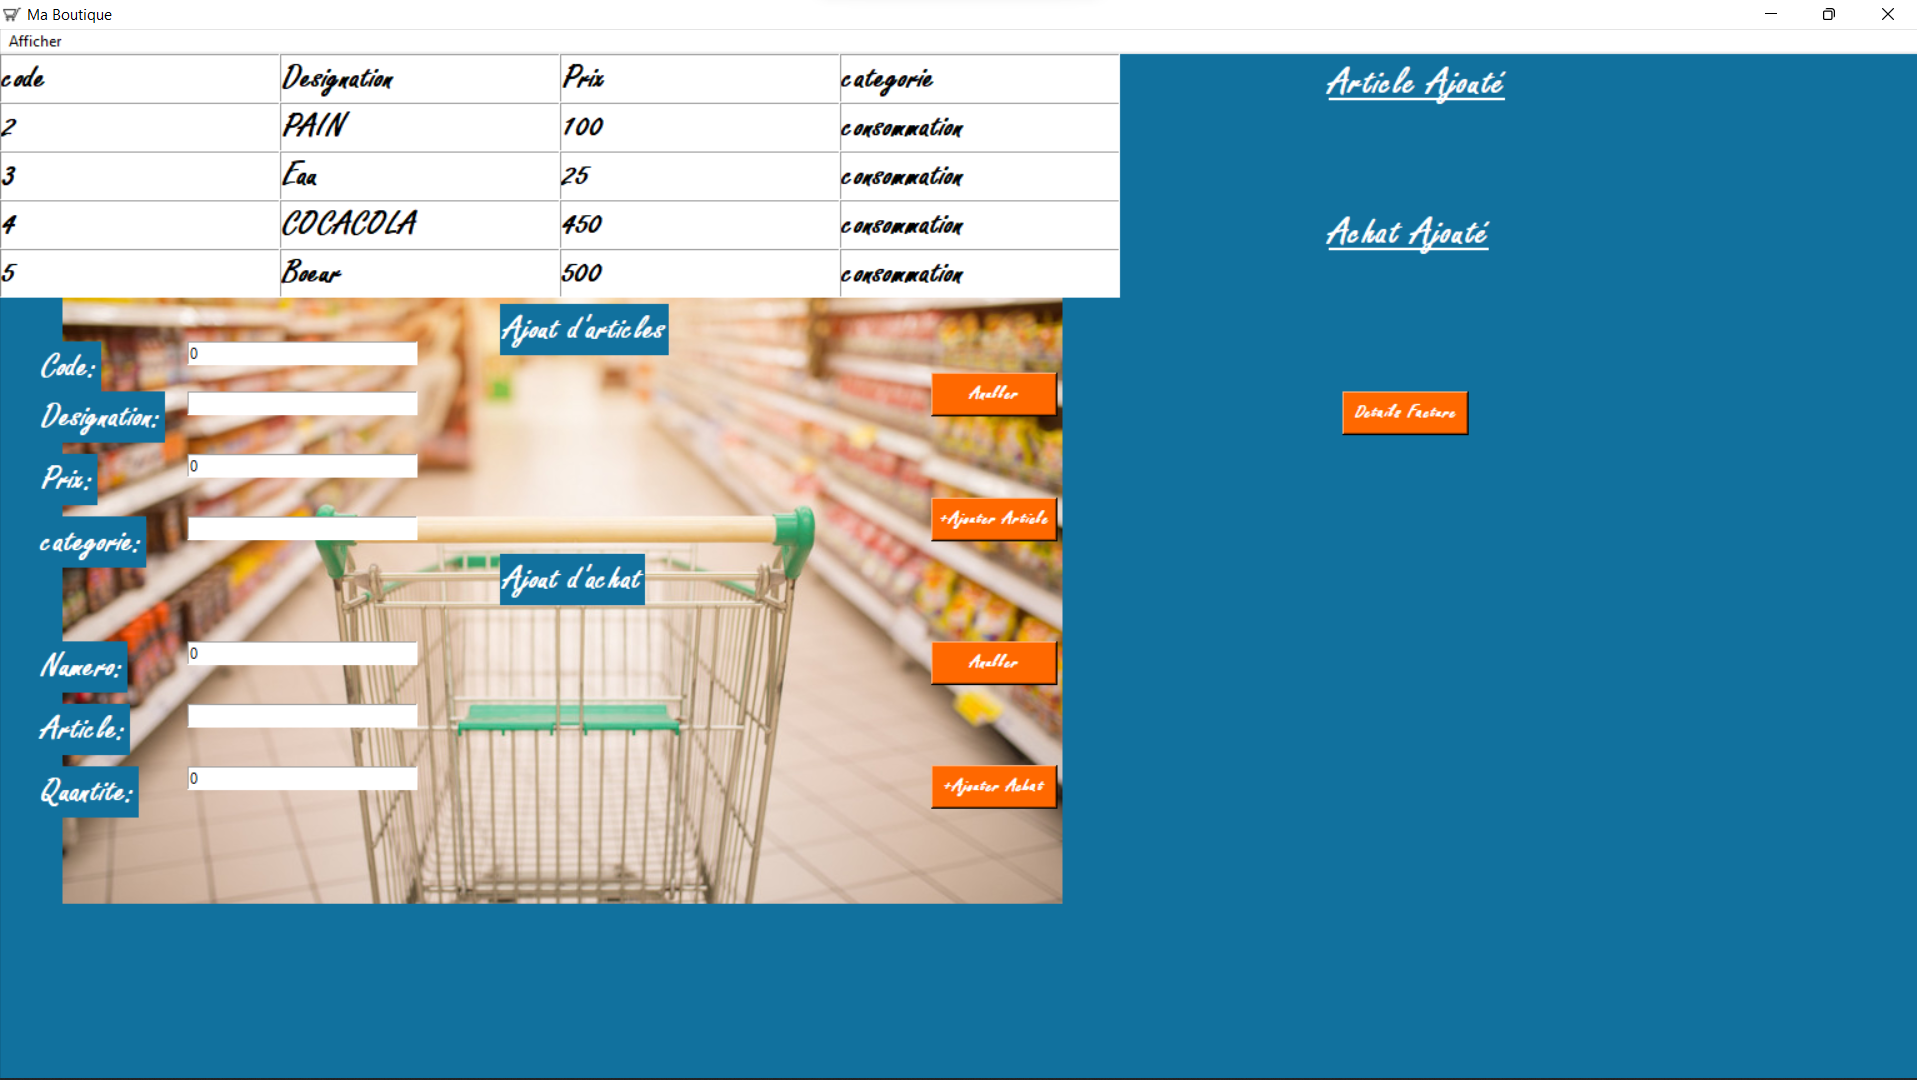 Ma Boutique
Afficher
code Designation Prix categorie
2 PAIN 100 consommation
3 Eau 25 consommation
4 COCACOLA 450 consommation
5 Boeur 500 consommation
Article Ajouté
Achat Ajouté
Details Facture
Ajout d'articles
Code: 0
Designation:
Prix: 0
categorie:
Anuller
+Ajouter Article
Ajout d'achat
Numero: 0
Article:
Quantite: 0
Anuller
+Ajouter Achat